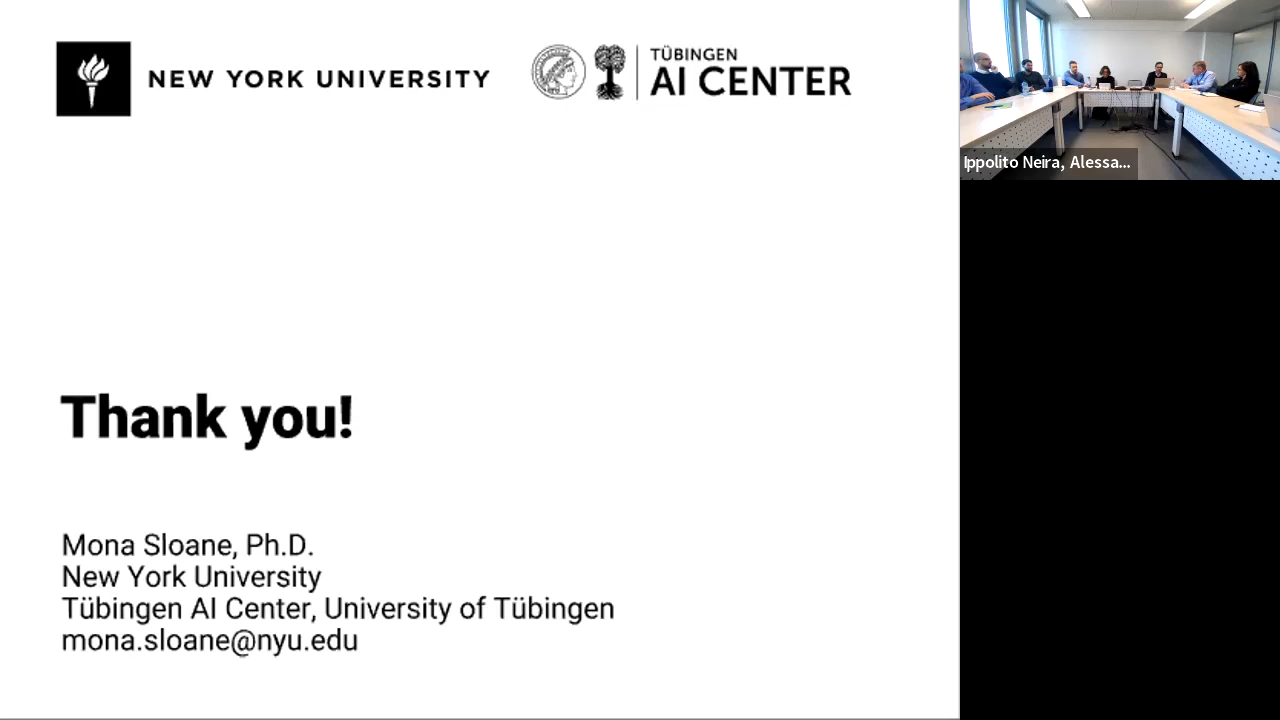 NEW YORK UNIVERSITY
TÜBINGEN
AI CENTER
Ippolito Neira, Alessa...
Thank you!
Mona Sloane, Ph.D.
New York University
Tübingen AI Center, University of Tübingen
mona.sloane@nyu.edu